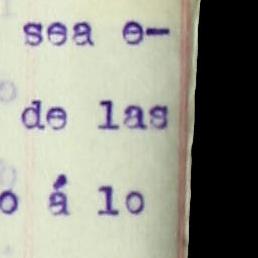 sea e-
de las
o á lo